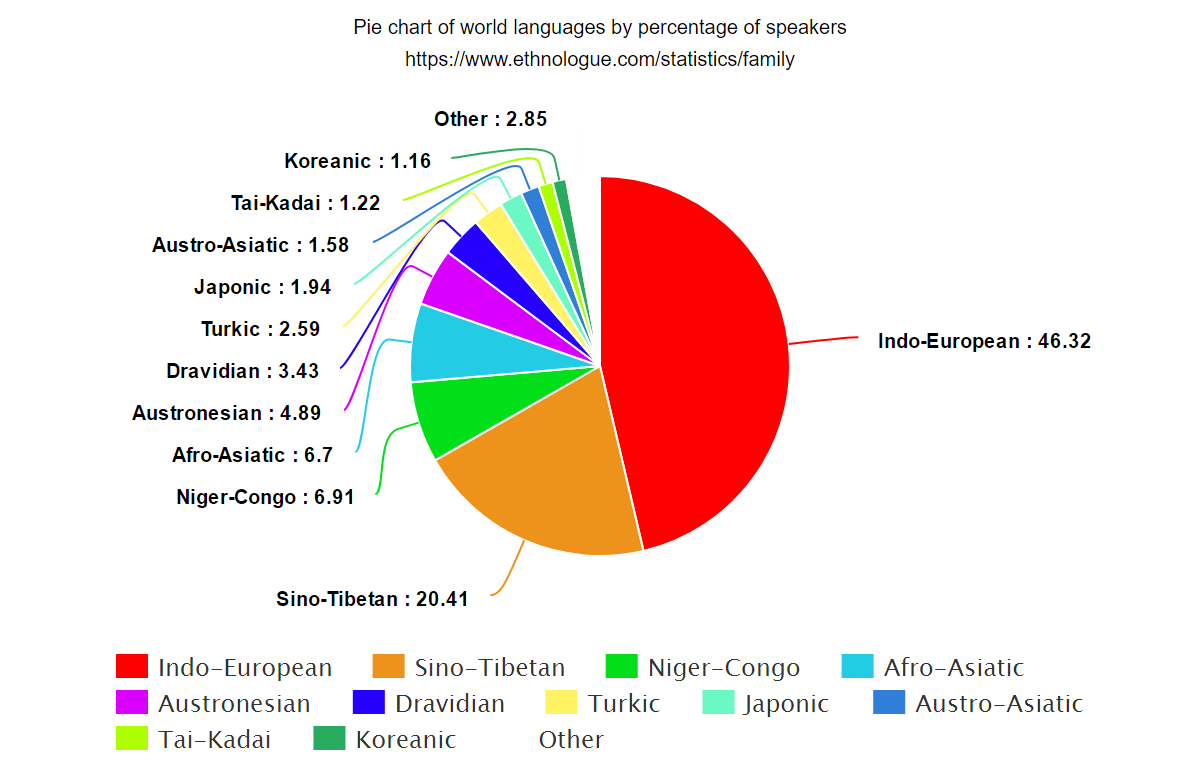 Pie chart of world languages by percentage of speakers
https://www.ethnologue.com/statistics/family
Other : 2.85
Koreanic : 1.16
Tai-Kadai : 1.22
Austro-Asiatic : 1.58
Japonic : 1.94
Turkic : 2.59
Dravidian : 3.43
Austronesian : 4.89
Afro-Asiatic : 6.7
Niger-Congo : 6.91
Sino-Tibetan : 20.41
Indo-European : 46.32
Indo-European Sino-Tibetan Niger-Congo Afro-Asiatic
Austronesian Dravidian Turkic Japonic Austro-Asiatic
Tai-Kadai Koreanic Other